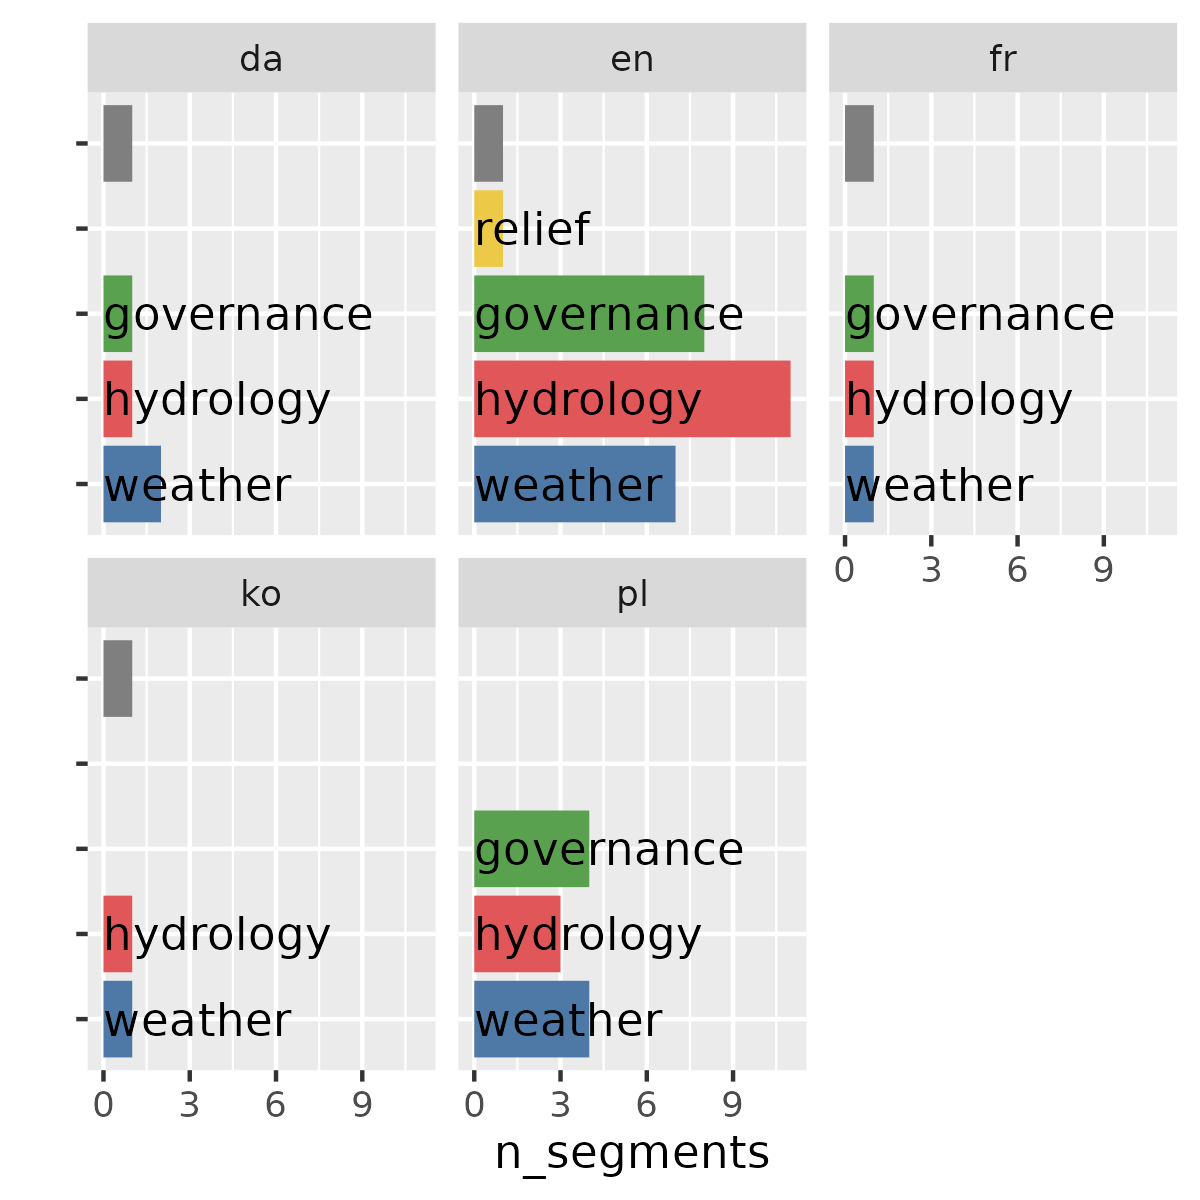 da
en
fr
relief
governance
governance
governance
hydrology
hydrology
hydrology
weather
weather
weather
0 3 6 9
ko
pl
governance
hydrology
hydrology
weather
weather
0 3 6 9
0 3 6 9
n_segments